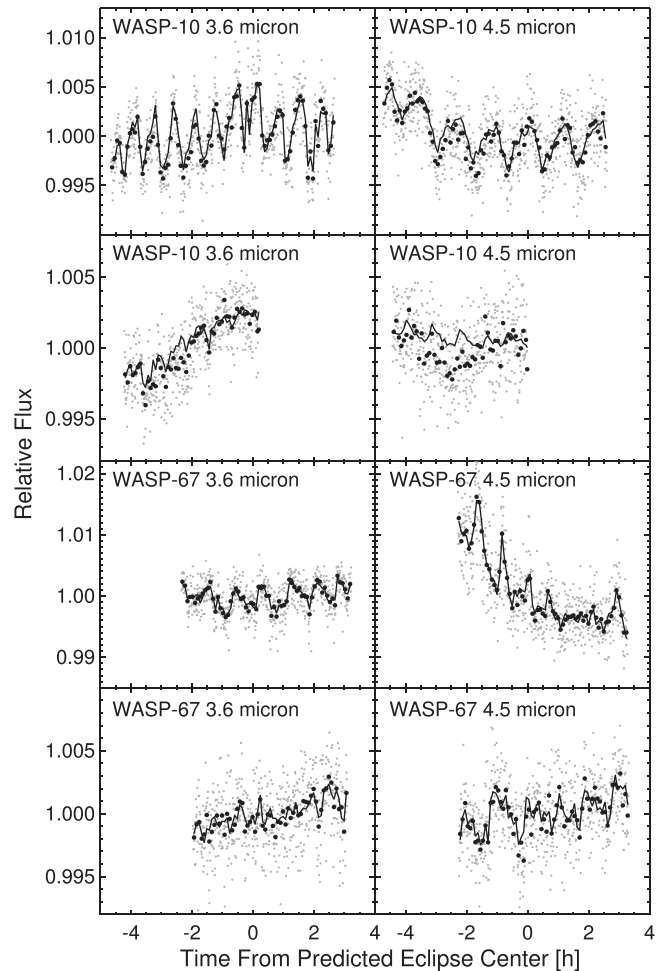 WASP-10 3.6 micron
WASP-10 4.5 micron
1.010
1.005
1.000
0.995
WASP-10 3.6 micron
WASP-10 4.5 micron
1.005
1.000
0.995
Relative Flux
WASP-67 3.6 micron
WASP-67 4.5 micron
1.02
1.01
1.00
0.99
WASP-67 3.6 micron
WASP-67 4.5 micron
1.005
1.000
0.995
-4 -2 0 2 4 -4 -2 0 2 4
Time From Predicted Eclipse Center [h]